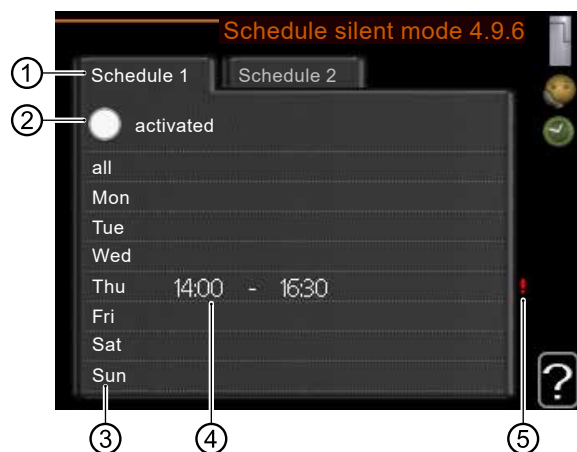 Schedule silent mode 4.9.6
1 Schedule 1 Schedule 2
2 activated
all
Mon
Tue
Wed
Thu 14:00 - 16:30 !
Fri
Sat
Sun
?
3 4 5